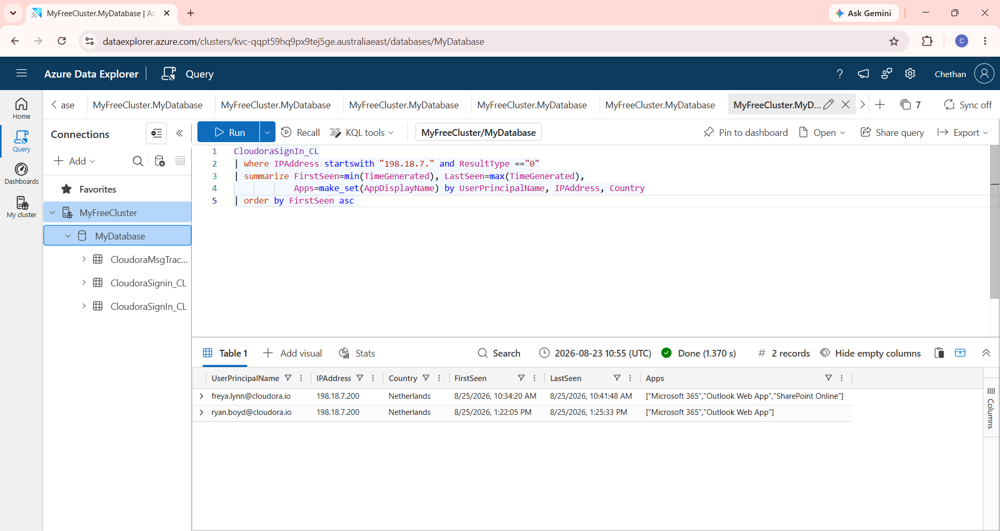 MyFreeCluster.MyDatabase | Az
Ask Gemini
dataexplorer.azure.com/clusters/kvc-qqpt59hq9px9tej5ge.australiaeast/databases/MyDatabase
C
Azure Data Explorer
Query
Chethan
Home
Query
Dashboards
My cluster
ase
MyFreeCluster.MyDatabase
MyFreeCluster.MyDatabase
MyFreeCluster.MyDatabase
MyFreeCluster.MyDatabase
MyFreeCluster.MyDatabase
MyFreeCluster.MyD...
7
Sync off
Connections
Add
Favorites
MyFreeCluster
MyDatabase
CloudoraMsgTrac...
CloudoraSignin_CL
CloudoraSignIn_CL
Run
Recall
KQL tools
MyFreeCluster/MyDatabase
Pin to dashboard
Open
Share query
Export
1 CloudoraSignIn_CL
2 | where IPAddress startswith "198.18.7." and ResultType =="0"
3 | summarize FirstSeen=min(TimeGenerated), LastSeen=max(TimeGenerated),
4 Apps=make_set(AppDisplayName) by UserPrincipalName, IPAddress, Country
5 | order by FirstSeen asc
Table 1
Add visual
Stats
Search
2026-08-23 10:55 (UTC)
Done (1.370 s)
# 2 records
Hide empty columns
UserPrincipalName IPAddress Country FirstSeen LastSeen Apps
freya.lynn@cloudora.io 198.18.7.200 Netherlands 8/25/2026, 10:34:20 AM 8/25/2026, 10:41:48 AM ["Microsoft 365","Outlook Web App","SharePoint Online"]
ryan.boyd@cloudora.io 198.18.7.200 Netherlands 8/25/2026, 1:22:05 PM 8/25/2026, 1:25:33 PM ["Microsoft 365","Outlook Web App"]
Columns